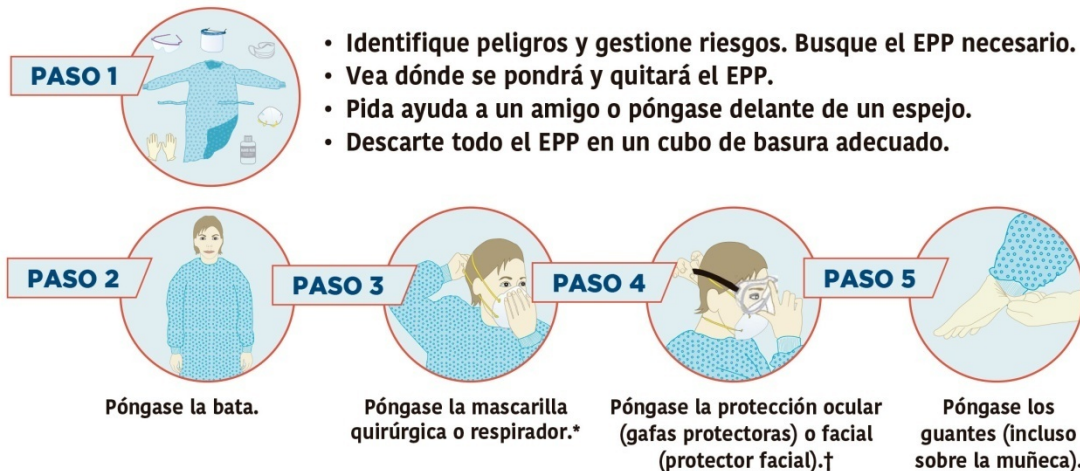 PASO 1
• Identifique peligros y gestione riesgos. Busque el EPP necesario.
• Vea dónde se pondrá y quitará el EPP.
• Pida ayuda a un amigo o póngase delante de un espejo.
• Descarte todo el EPP en un cubo de basura adecuado.
PASO 2
Póngase la bata.
PASO 3
Póngase la mascarilla
quirúrgica o respirador.*
PASO 4
Póngase la protección ocular
(gafas protectoras) o facial
(protector facial).†
PASO 5
Póngase los
guantes (incluso
sobre la muñeca).